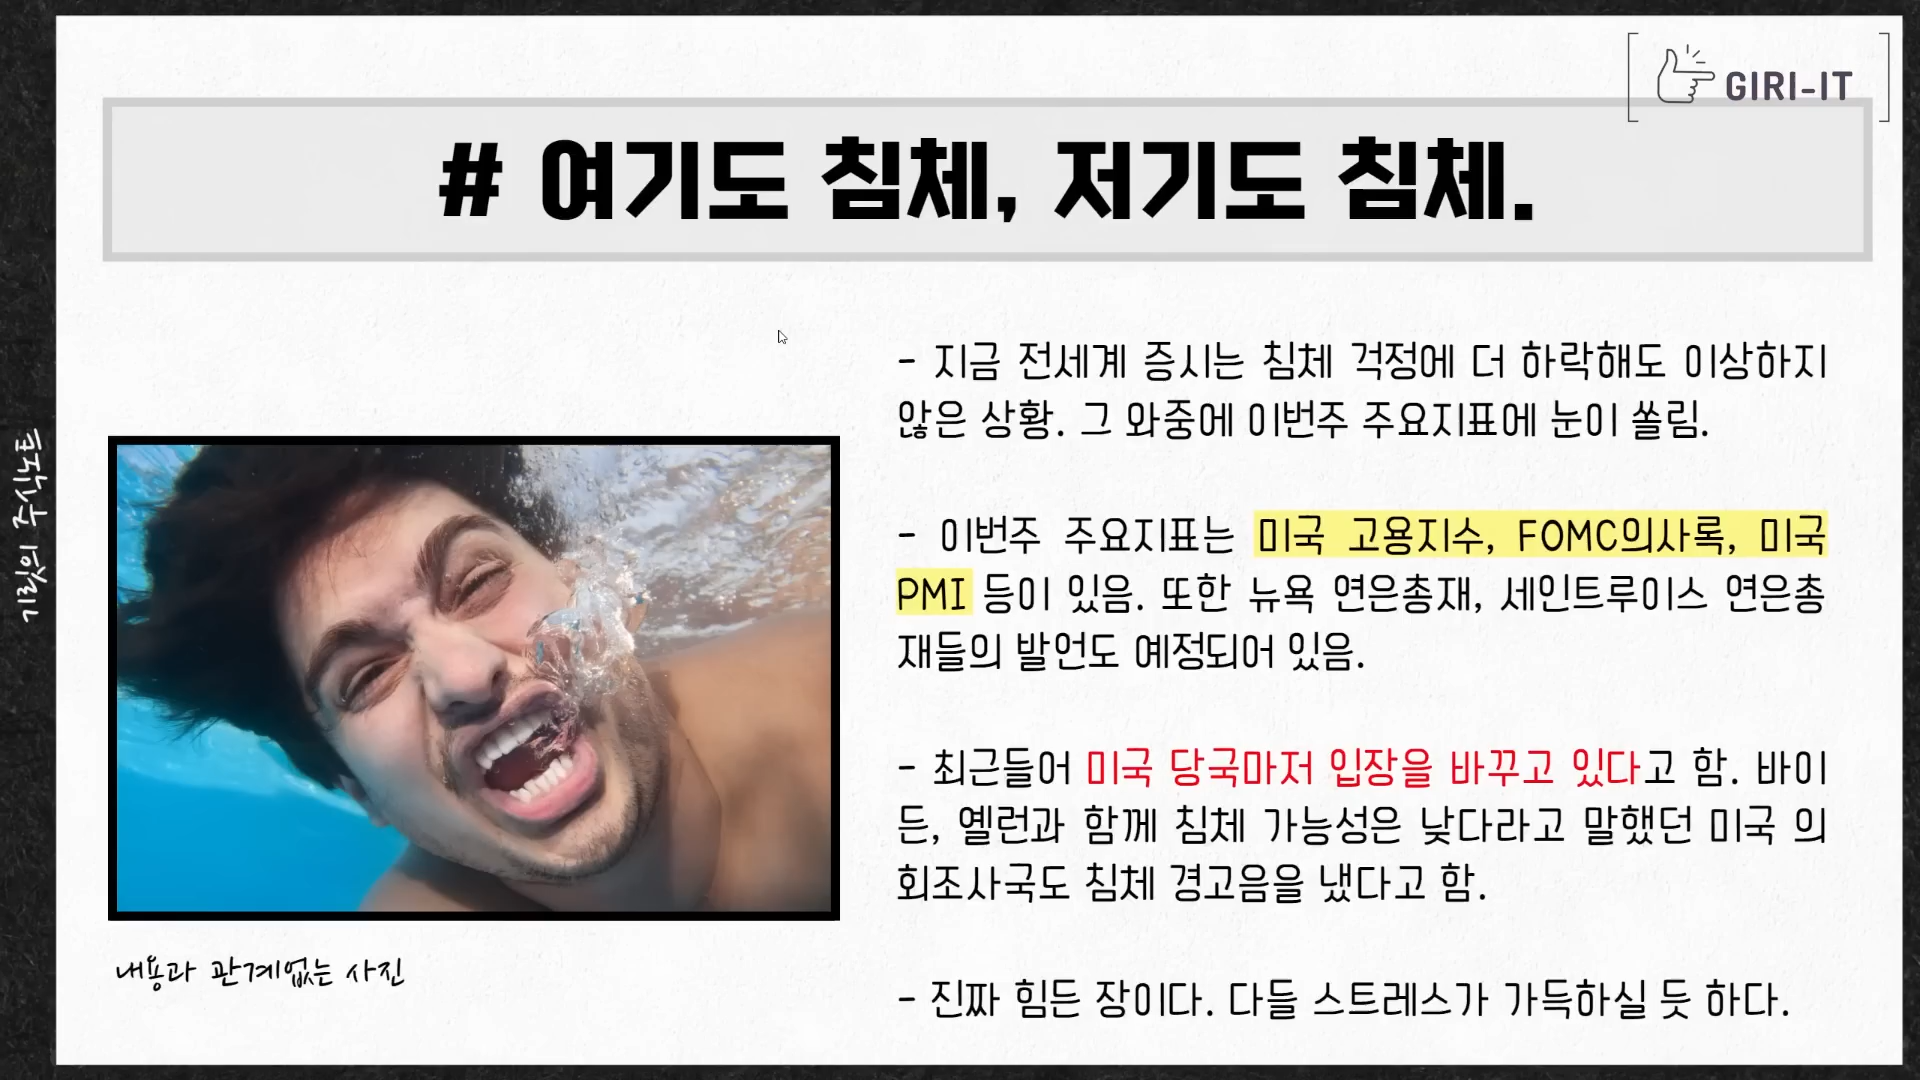 GIRI-IT
# 여기도 침체, 저기도 침체.
기릿의 주식노트
- 지금 전세계 증시는 침체 걱정에 더 하락해도 이상하지
않은 상황. 그 와중에 이번주 주요지표에 눈이 쏠림.
- 이번주 주요지표는 미국 고용지수, FOMC의사록, 미국
PMI 등이 있음. 또한 뉴욕 연은총재, 세인트루이스 연은총
재들의 발언도 예정되어 있음.
- 최근들어 미국 당국마저 입장을 바꾸고 있다고 함. 바이
든, 옐런과 함께 침체 가능성은 낮다라고 말했던 미국 의
회조사국도 침체 경고음을 냈다고 함.
- 진짜 힘든 장이다. 다들 스트레스가 가득하실 듯 하다.
내용과 관계없는 사진